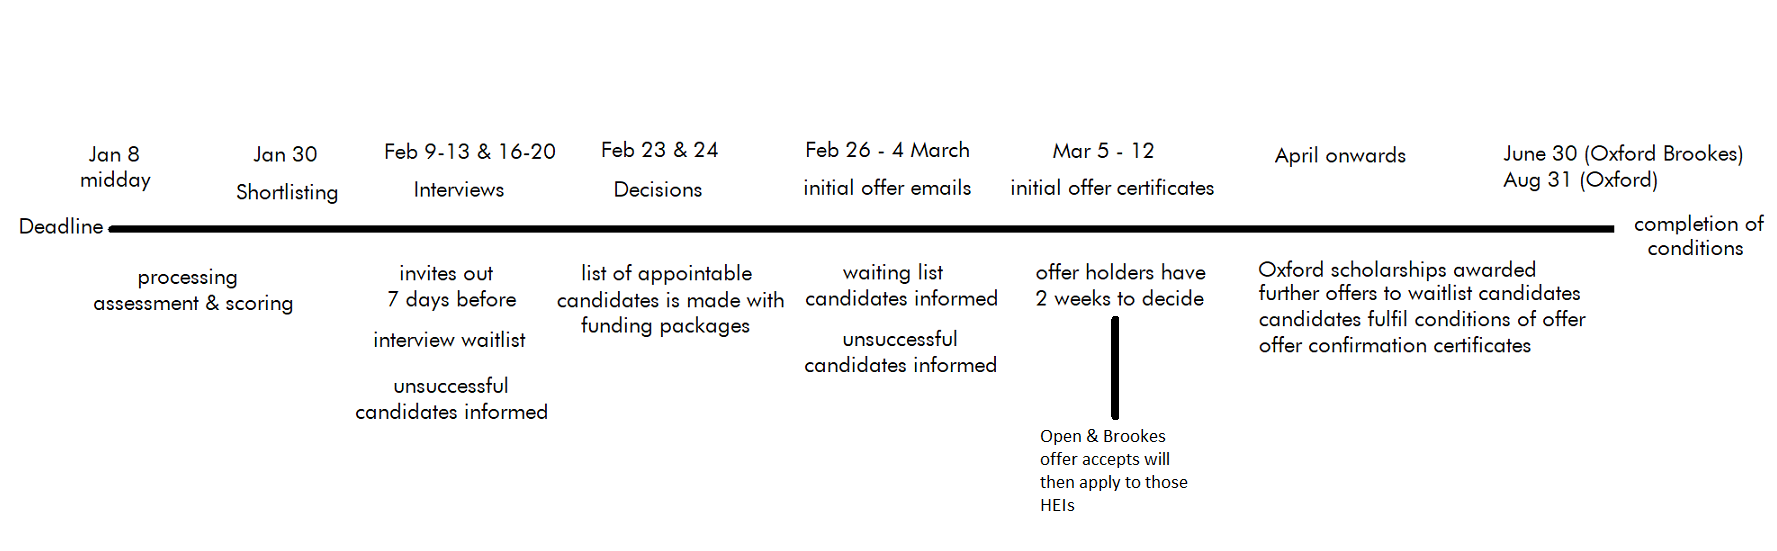 Jan 8
midday
Jan 30
Shortlisting
Feb 9-13 & 16-20
Interviews
Feb 23 & 24
Decisions
Feb 26 - 4 March
initial offer emails
Mar 5 - 12
initial offer certificates
April onwards
June 30 (Oxford Brookes)
Aug 31 (Oxford)
Deadline
completion of
conditions
processing
assessment & scoring
invites out
7 days before
interview waitlist
unsuccessful
candidates informed
list of appointable
candidates is made with
funding packages
waiting list
candidates informed
unsuccessful
candidates informed
offer holders have
2 weeks to decide
Open & Brookes
offer accepts will
then apply to those
HEIs
Oxford scholarships awarded
further offers to waitlist candidates
candidates fulfil conditions of offer
offer confirmation certificates